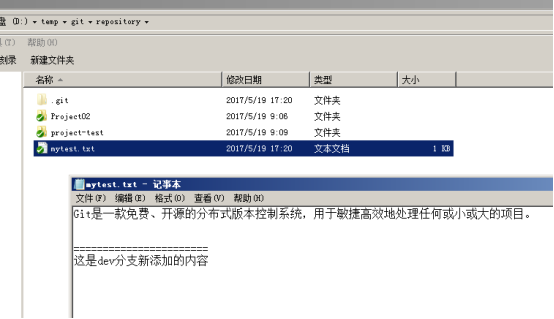 盘 (D:) ▾ temp ▾ git ▾ repository ▾
(T) 帮助(H)
刻录 新建文件夹
名称 修改日期 类型 大小
.git 2017/5/19 17:20 文件夹
Project02 2017/5/19 9:06 文件夹
project-test 2017/5/19 9:09 文件夹
mytest.txt 2017/5/19 17:20 文本文档 1 KB
mytest.txt - 记事本
文件(F) 编辑(E) 格式(O) 查看(V) 帮助(H)
Git是一款免费、开源的分布式版本控制系统，用于敏捷高效地处理任何或小或大的项目。
=======================
这是dev分支新添加的内容